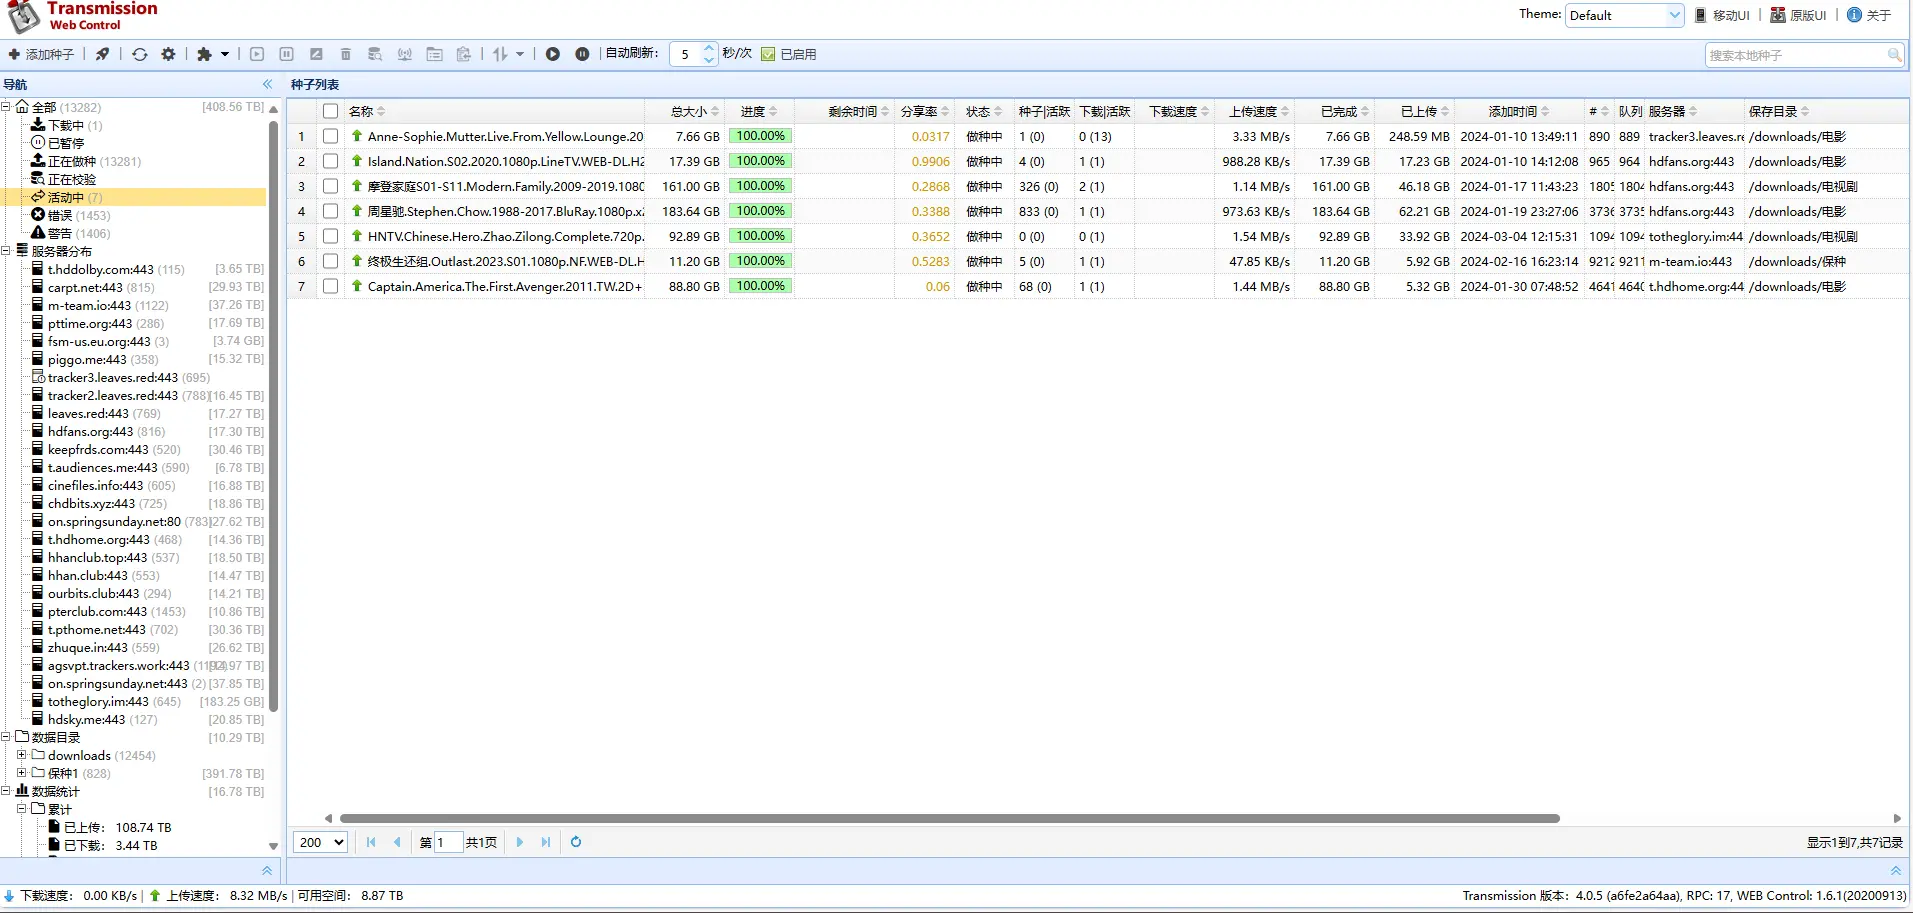 Transmission
Web Control
Theme: Default 移动UI | 原版UI | 关于
添加种子 自动刷新: 5 秒/次 已启用 搜索本地种子
导航
全部 (13282) [408.56 TB]
下载中 (1)
已暂停
正在做种 (13281)
正在校验
活动中 (7)
错误 (1453)
警告 (1406)
服务器分布
t.hddolby.com:443 (115) [3.65 TB]
carpt.net:443 (815) [29.93 TB]
m-team.io:443 (1122) [37.26 TB]
pttime.org:443 (286) [17.69 TB]
fsm-us.eu.org:443 (3) [3.74 GB]
piggo.me:443 (358) [15.32 TB]
tracker3.leaves.red:443 (695)
tracker2.leaves.red:443 (788)[16.45 TB]
leaves.red:443 (769) [17.27 TB]
hdfans.org:443 (816) [17.30 TB]
keepfrds.com:443 (520) [30.46 TB]
t.audiences.me:443 (590) [6.78 TB]
cinefiles.info:443 (605) [16.88 TB]
chdbits.xyz:443 (725) [18.86 TB]
on.springsunday.net:80 (783)[27.62 TB]
t.hdhome.org:443 (468) [14.36 TB]
hhanclub.top:443 (537) [18.50 TB]
hhan.club:443 (553) [14.47 TB]
ourbits.club:443 (294) [14.21 TB]
pterclub.com:443 (1453) [10.86 TB]
t.pthome.net:443 (702) [30.36 TB]
zhuque.in:443 (559) [26.62 TB]
agsvpt.trackers.work:443
on.springsunday.net:443 (2) [37.85 TB]
totheglory.im:443 (645) [183.25 GB]
hdsky.me:443 (127) [20.85 TB]
数据目录 [10.29 TB]
downloads (12454)
保种1 (828) [391.78 TB]
数据统计 [16.78 TB]
累计
已上传: 108.74 TB
已下载: 3.44 TB
种子列表
名称 总大小 进度 剩余时间 分享率 状态 种子|活跃 下载|活跃 下载速度 上传速度 已完成 已上传 添加时间 # 队列 服务器 保存目录
1 Anne-Sophie.Mutter.Live.From.Yellow.Lounge.20 7.66 GB 100.00% 0.0317 做种中 1 (0) 0 (13) 3.33 MB/s 7.66 GB 248.59 MB 2024-01-10 13:49:11 890 889 tracker3.leaves.re /downloads/电影
2 Island.Nation.S02.2020.1080p.LineTV.WEB-DL.H2 17.39 GB 100.00% 0.9906 做种中 4 (0) 1 (1) 988.28 KB/s 17.39 GB 17.23 GB 2024-01-10 14:12:08 965 964 hdfans.org:443 /downloads/电影
3 摩登家庭S01-S11.Modern.Family.2009-2019.1080 161.00 GB 100.00% 0.2868 做种中 326 (0) 2 (1) 1.14 MB/s 161.00 GB 46.18 GB 2024-01-17 11:43:23 1805 1804 hdfans.org:443 /downloads/电视剧
4 周星驰.Stephen.Chow.1988-2017.BluRay.1080p.x2 183.64 GB 100.00% 0.3388 做种中 833 (0) 1 (1) 973.63 KB/s 183.64 GB 62.21 GB 2024-01-19 23:27:06 3736 3735 hdfans.org:443 /downloads/电影
5 HNTV.Chinese.Hero.Zhao.Zilong.Complete.720p. 92.89 GB 100.00% 0.3652 做种中 0 (0) 0 (1) 1.54 MB/s 92.89 GB 33.92 GB 2024-03-04 12:15:31 1094 1094 totheglory.im:44 /downloads/电视剧
6 终极生还组.Outlast.2023.S01.1080p.NF.WEB-DL.H 11.20 GB 100.00% 0.5283 做种中 5 (0) 1 (1) 47.85 KB/s 11.20 GB 5.92 GB 2024-02-16 16:23:14 9212 9211 m-team.io:443 /downloads/保种
7 Captain.America.The.First.Avenger.2011.TW.2D+ 88.80 GB 100.00% 0.06 做种中 68 (0) 1 (1) 1.44 MB/s 88.80 GB 5.32 GB 2024-01-30 07:48:52 4641 4640 t.hdhome.org:44 /downloads/电影
200 第 1 共1页 显示1到7,共7记录
下载速度: 0.00 KB/s | 上传速度: 8.32 MB/s | 可用空间: 8.87 TB Transmission 版本: 4.0.5 (a6fe2a64aa), RPC: 17, WEB Control: 1.6.1(20200913)